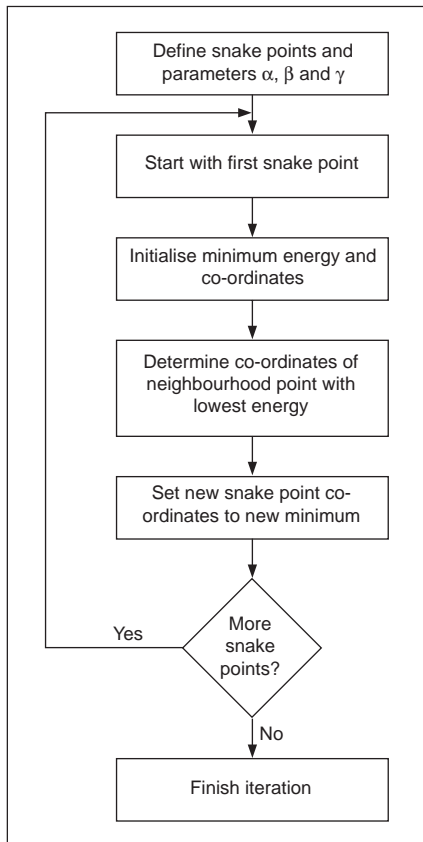 Define snake points and
parameters α, β and γ
Start with first snake point
Initialise minimum energy and
co-ordinates
Determine co-ordinates of
neighbourhood point with
lowest energy
Set new snake point co-
ordinates to new minimum
More
snake
points?
Yes
No
Finish iteration